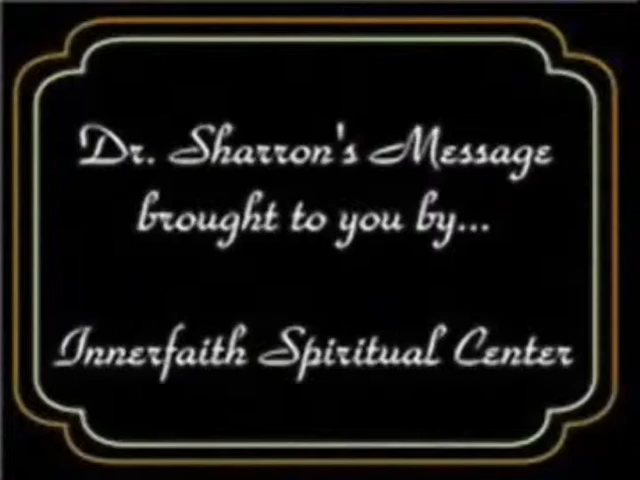 Dr. Sharron's Message
brought to you by...
Innerfaith Spiritual Center